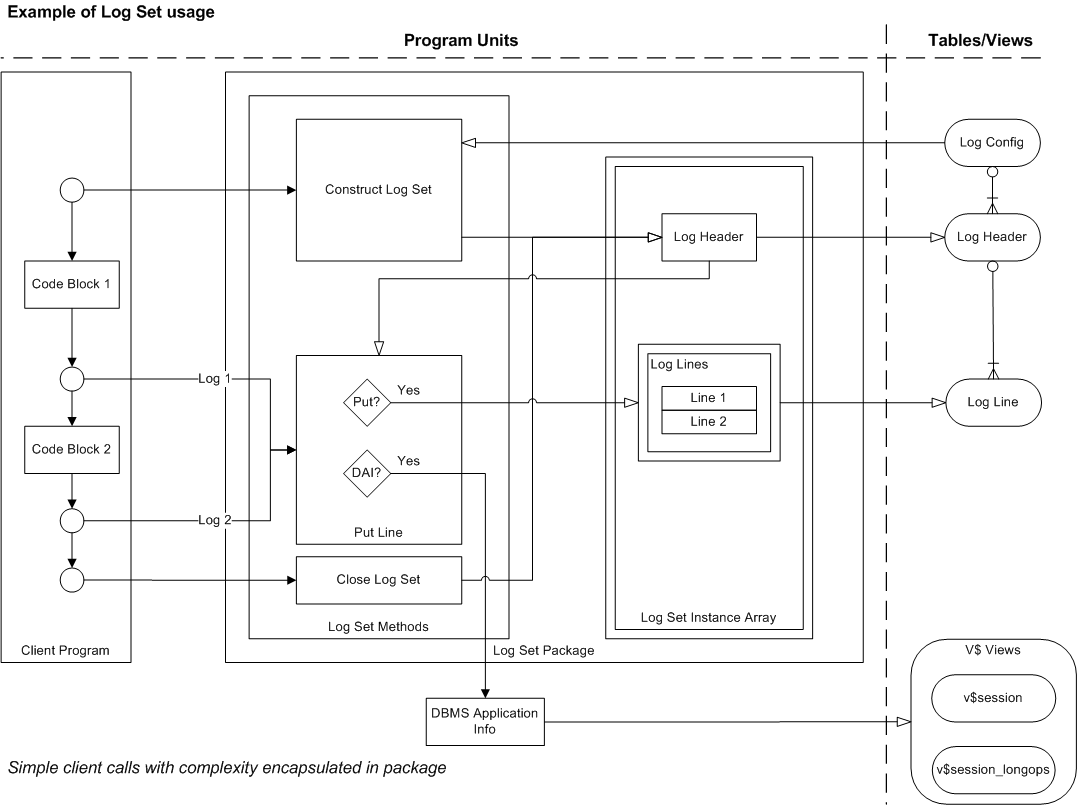 Example of Log Set usage
Program Units
Tables/Views
Log Config
Construct Log Set
Log Header
Log Header
Code Block 1
Log Lines
Log 1
Put?
Yes
Line 1
Line 2
Log Line
Code Block 2
DAI?
Yes
Log 2
Put Line
Close Log Set
Log Set Instance Array
Log Set Methods
Client Program
Log Set Package
V$ Views
v$session
DBMS Application
Info
v$session_longops
Simple client calls with complexity encapsulated in package